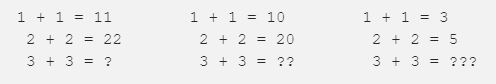 1 + 1 = 11
2 + 2 = 22
3 + 3 = ?
1 + 1 = 10
2 + 2 = 20
3 + 3 = ??
1 + 1 = 3
2 + 2 = 5
3 + 3 = ???